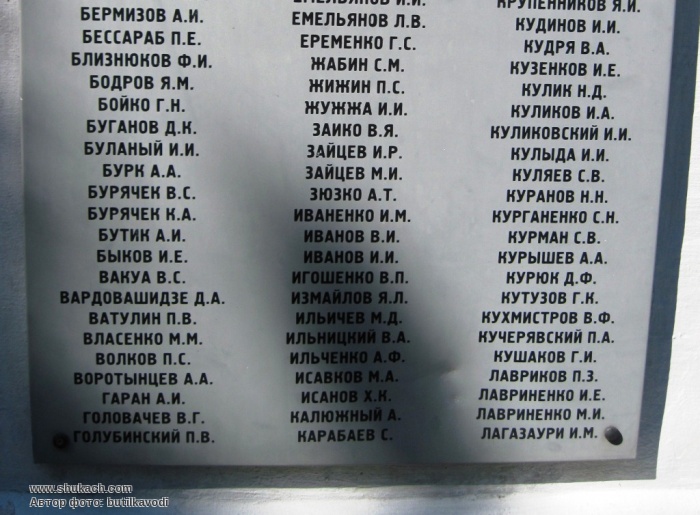 БЕРМИЗОВ А.И.
БЕССАРАБ П.Е.
БЛИЗНЮКОВ Ф.И.
БОДРОВ Я.М.
БОЙКО Г.Н.
БУГАНОВ Д.К.
БУЛАНЫЙ И.И.
БУРК А.А.
БУРЯЧЕК В.С.
БУРЯЧЕК К.А.
БУТИК А.И.
БЫКОВ И.Е.
ВАКУА В.С.
ВАРДОВАШИДЗЕ Д.А.
ВАТУЛИН П.В.
ВЛАСЕНКО М.М.
ВОЛКОВ П.С.
ВОРОТЫНЦЕВ А.А.
ГАРАН А.И.
ГОЛОВАЧЕВ В.Г.
ГОЛУБИНСКИЙ П.В.
ЕМЕЛЬЯНОВ И.И.
ЕМЕЛЬЯНОВ Л.В.
ЕРЕМЕНКО Г.С.
ЖАБИН С.М.
ЖИЖИН П.С.
ЖУЖЖА И.И.
ЗАИКО В.Я.
ЗАЙЦЕВ И.Р.
ЗАЙЦЕВ М.И.
ЗЮЗКО А.Т.
ИВАНЕНКО И.М.
ИВАНОВ В.И.
ИВАНОВ И.И.
ИГОШЕНКО В.П.
ИЗМАЙЛОВ Я.Л.
ИЛЬИЧЕВ М.Д.
ИЛЬНИЦКИЙ В.А.
ИЛЬЧЕНКО А.Ф.
ИСАВКОВ М.А.
ИСАНОВ Х.К.
КАЛЮЖНЫЙ А.
КАРАБАЕВ С.
КРУПЕННИКОВ Я.И.
КУДИНОВ И.И.
КУДРЯ В.А.
КУЗЕНКОВ И.Е.
КУЛИК Н.Д.
КУЛИКОВ И.А.
КУЛИКОВСКИЙ И.И.
КУЛЫДА И.И.
КУЛЯЕВ С.В.
КУРАНОВ Н.Н.
КУРГАНЕНКО С.Н.
КУРМАН С.В.
КУРЫШЕВ А.А.
КУРЮК Д.Ф.
КУТУЗОВ Г.К.
КУХМИСТРОВ В.Ф.
КУЧЕРЯВСКИЙ П.А.
КУШАКОВ Г.И.
ЛАВРИКОВ П.З.
ЛАВРИНЕНКО И.Е.
ЛАВРИНЕНКО М.И.
ЛАГАЗАУРИ И.М.
www.shukach.com
Автор фото: butilkavodi